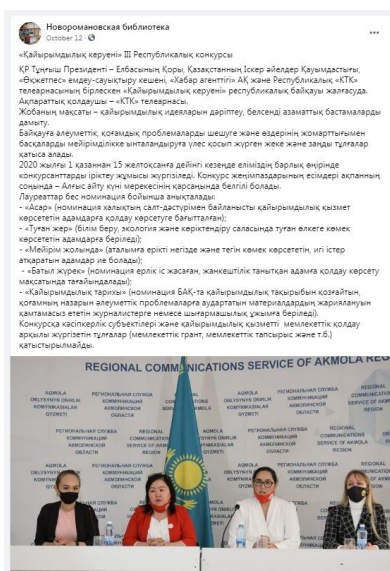 Новоромановская библиотека
October 12 ·
«Қайырымдылық керуені» III Республикалық конкурсы
ҚР Тұңғыш Президенті – Елбасының Қоры, Қазақстанның Іскер әйелдер Қауымдастығы,
«Өкжетпес» емдеу-сауықтыру кешені, «Хабар агенттігі» АҚ және Республикалық «КТК»
телеарнасының бірлескен «Қайырымдылық керуені» республикалық байқауы жалғасуда.
Ақпараттық қолдаушы – «КТК» телеарнасы.
Жобаның мақсаты – қайырымдылық идеяларын дәріптеу, белсенді азаматтық бастамаларды
дамыту.
Байқауға әлеуметтік, қоғамдық проблемаларды шешуге және өздерінің жомарттығымен
басқаларды мейірімділікке ынталандыруға үлес қосып жүрген жеке және заңды тұлғалар
қатыса алады.
2020 жылғы 1 қазаннан 15 желтоқсанға дейінгі кезеңде еліміздің барлық өңірінде
конкурсанттарды іріктеу жұмысы жүргізіледі. Конкурс жеңімпаздарының есімдері ақпанның
соңында – Алғыс айту күні мерекесінің қарсаңында белгілі болады.
Лауреаттар бес номинация бойынша анықталады:
- «Асар» (номинация халықтың салт-дәстүрімен байланысты қайырымдылық қызмет
көрсететін адамдарға қолдау көрсетуге бағытталған);
- «Туған жер» (білім беру, экология және көріктендіру саласында туған өлкеге көмек
көрсететін адамдарға беріледі);
- «Мейірім жолында» (аталымға ерікті негізде және тегін көмек көрсететін, игі істер
атқаратын адамдар ие болады);
- «Батыл жүрек» (номинация ерлік іс жасаған, жанкештілік танытқан адамға қолдау көрсету
мақсатында тағайындалады);
-«Қайырымдылық тарихы» (номинация БАҚ-та қайырымдылық тақырыбын қозғайтын,
қоғамның назарын әлеуметтік проблемаларға аудартатын материалдардың жариялануын
қамтамасыз ететін журналистерге немесе шығармашылық ұжымға беріледі).
Конкурсқа кәсіпкерлік субъектілері және қайырымдылық қызметті мемлекеттік қолдау
арқылы жүргізетін тұлғалар (мемлекеттік грант, мемлекеттік тапсырыс және т.б.)
қатыстырылмайды.
REGIONAL COMMUNICATIONS SERVICE OF AKMOLA REG